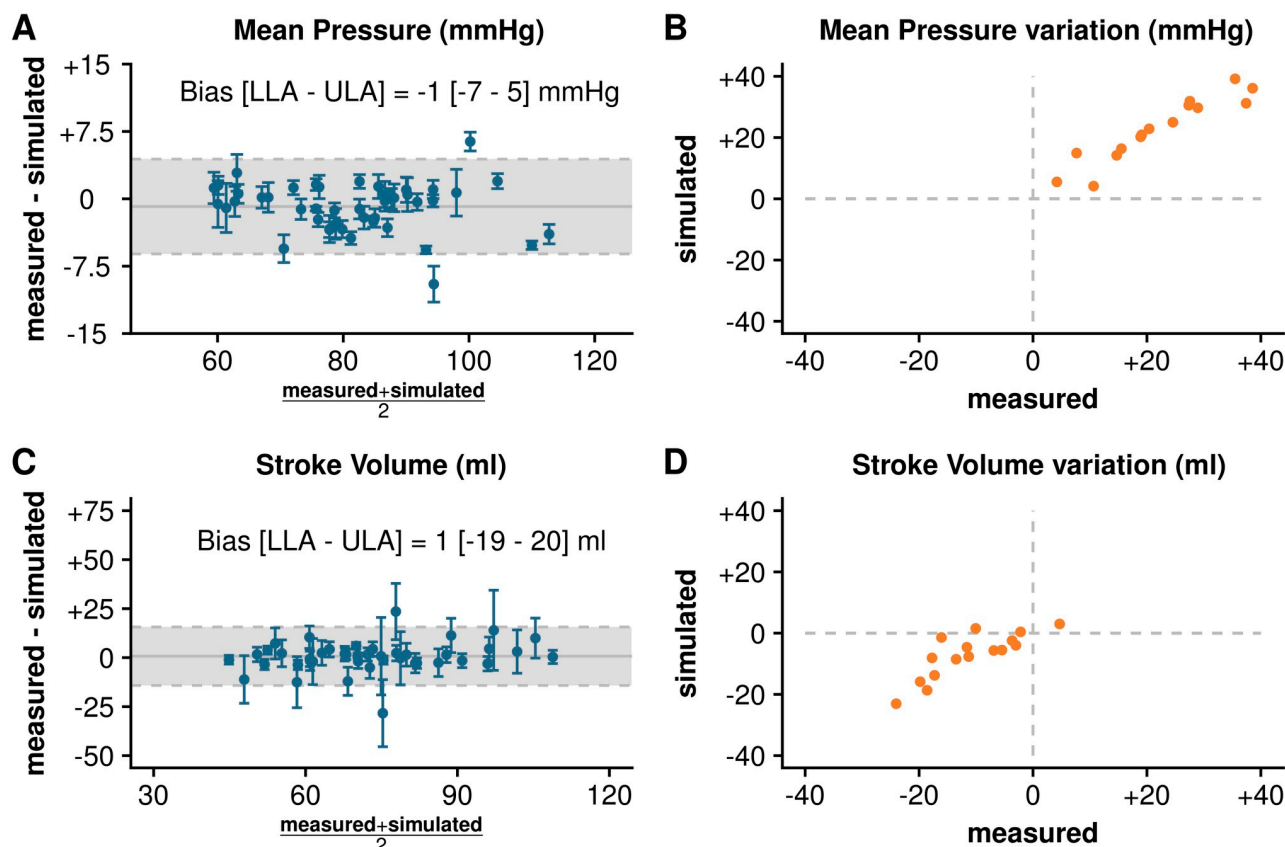 A
Mean Pressure (mmHg)
measured - simulated
+15
+7.5
0
-7.5
-15
Bias [LLA - ULA] = -1 [-7 - 5] mmHg
60
80
100
120
measured+simulated
2
B
Mean Pressure variation (mmHg)
simulated
+40
+20
0
-20
-40
-40
-20
0
+20
+40
measured
C
Stroke Volume (ml)
measured - simulated
+75
+50
+25
0
-25
-50
Bias [LLA - ULA] = 1 [-19 - 20] ml
30
60
90
120
measured+simulated
2
D
Stroke Volume variation (ml)
simulated
+40
+20
0
-20
-40
-40
-20
0
+20
+40
measured